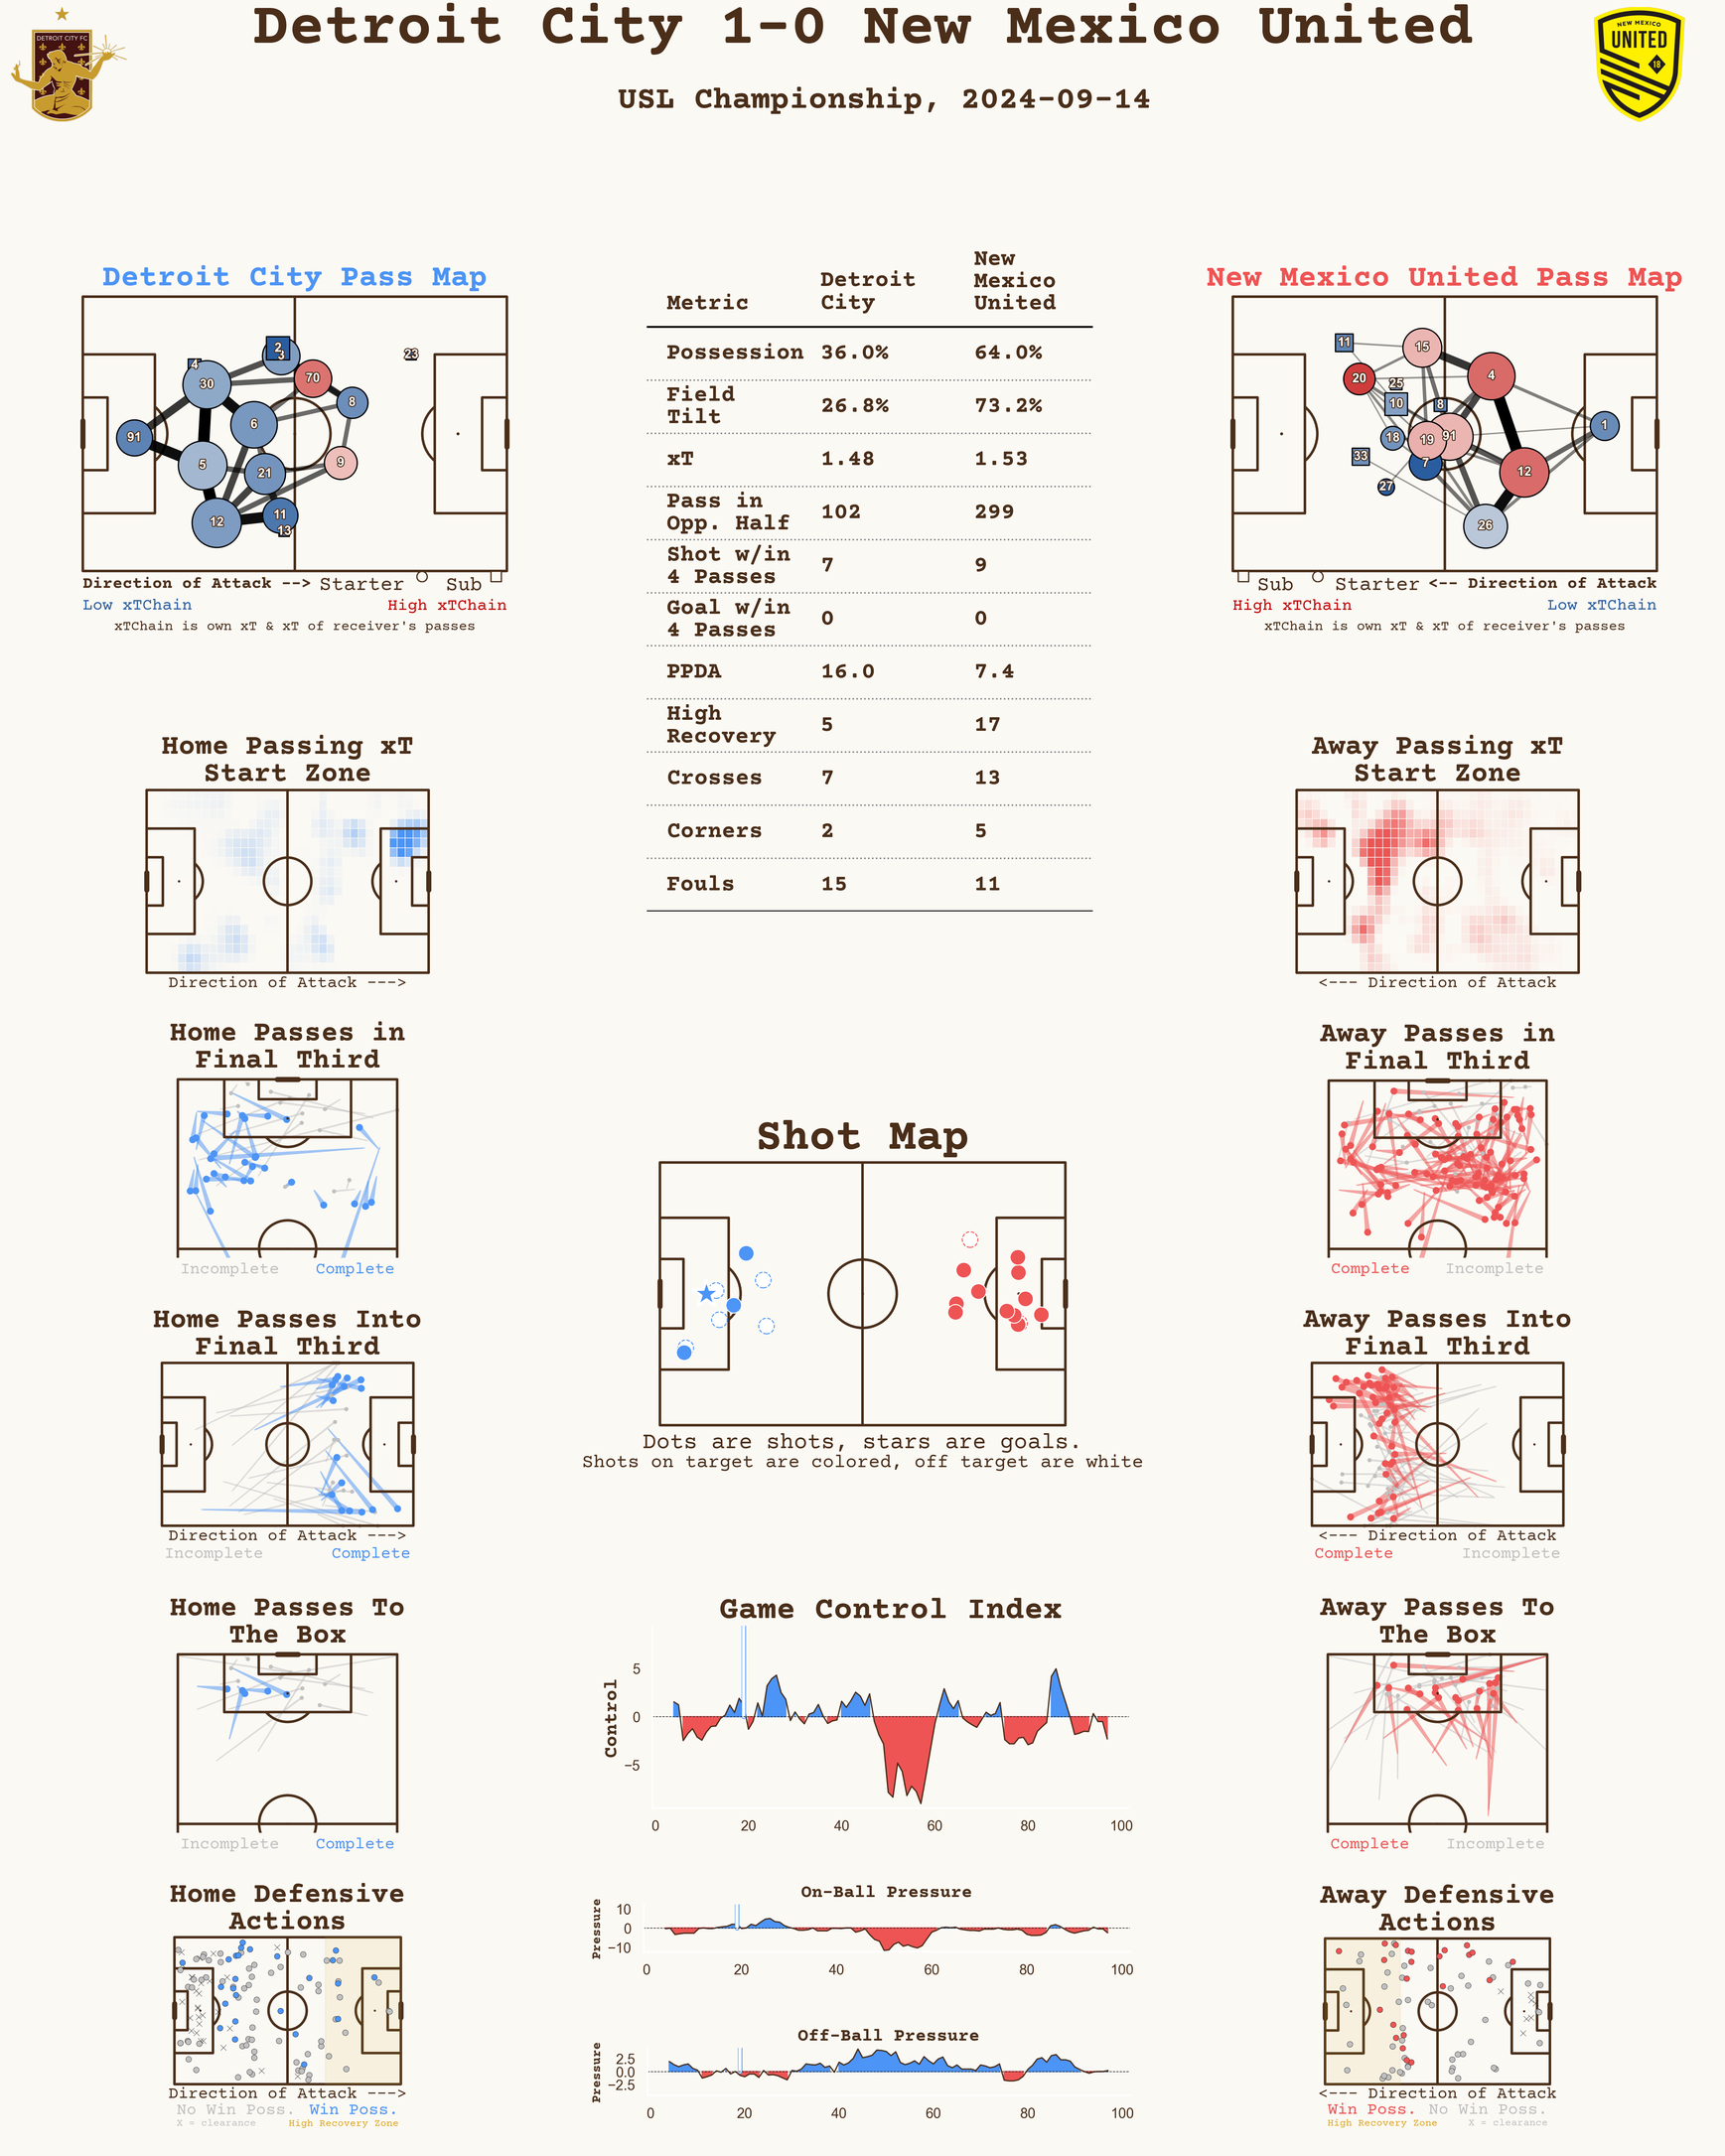 Detroit City 1-0 New Mexico United
USL Championship, 2024-09-14
DETROIT CITY FC
NEW MEXICO
UNITED
18
Detroit City Pass Map
2
3
23
4
30
70
8
6
91
5
21
9
12
11
13
Direction of Attack --> Starter Sub
Low xTChain High xTChain
xTChain is own xT & xT of receiver's passes
Metric Detroit City New Mexico United
Possession 36.0% 64.0%
Field Tilt 26.8% 73.2%
xT 1.48 1.53
Pass in Opp. Half 102 299
Shot w/in 4 Passes 7 9
Goal w/in 4 Passes 0 0
PPDA 16.0 7.4
High Recovery 5 17
Crosses 7 13
Corners 2 5
Fouls 15 11
New Mexico United Pass Map
11
15
20
25
4
10
8
1
18
19
91
33
7
12
27
26
Sub Starter <-- Direction of Attack
High xTChain Low xTChain
xTChain is own xT & xT of receiver's passes
Home Passing xT
Start Zone
Direction of Attack --->
Away Passing xT
Start Zone
<--- Direction of Attack
Home Passes in
Final Third
Incomplete Complete
Away Passes in
Final Third
Complete Incomplete
Shot Map
Dots are shots, stars are goals.
Shots on target are colored, off target are white
Home Passes Into
Final Third
Direction of Attack --->
Incomplete Complete
Away Passes Into
Final Third
<--- Direction of Attack
Complete Incomplete
Home Passes To
The Box
Incomplete Complete
Game Control Index
Control
5
0
−5
0 20 40 60 80 100
Away Passes To
The Box
Complete Incomplete
Home Defensive
Actions
Direction of Attack --->
No Win Poss. Win Poss.
X = clearance High Recovery Zone
On-Ball Pressure
Pressure
10
0
−10
0 20 40 60 80 100
Off-Ball Pressure
Pressure
2.5
0.0
−2.5
0 20 40 60 80 100
Away Defensive
Actions
<--- Direction of Attack
Win Poss. No Win Poss.
High Recovery Zone X = clearance